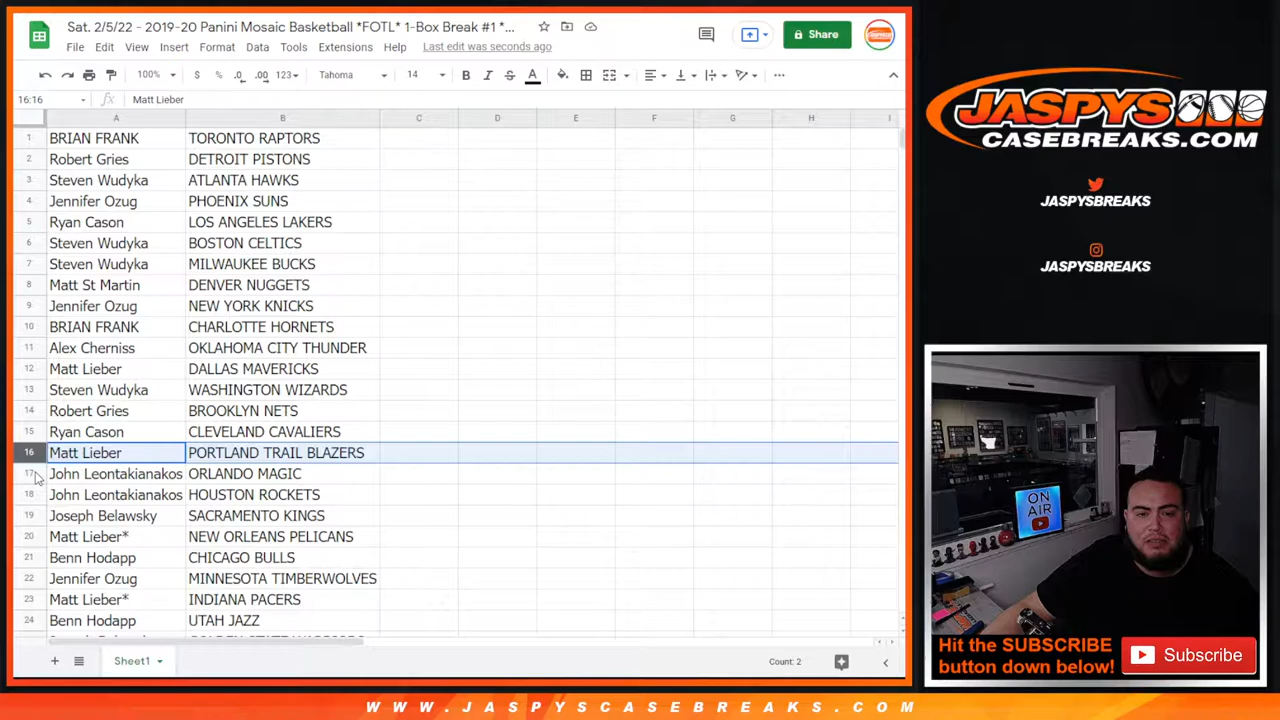 Sat. 2/5/22 - 2019-20 Panini Mosaic Basketball *FOTL* 1-Box Break #1 *...
File Edit View Insert Format Data Tools Extensions Help Last edit was seconds ago
Share
100% $ % .0 .00 123 Tahoma 14 B I S A
16:16 fx Matt Lieber
A B C D E F G H I
1 BRIAN FRANK TORONTO RAPTORS
2 Robert Gries DETROIT PISTONS
3 Steven Wudyka ATLANTA HAWKS
4 Jennifer Ozug PHOENIX SUNS
5 Ryan Cason LOS ANGELES LAKERS
6 Steven Wudyka BOSTON CELTICS
7 Steven Wudyka MILWAUKEE BUCKS
8 Matt St Martin DENVER NUGGETS
9 Jennifer Ozug NEW YORK KNICKS
10 BRIAN FRANK CHARLOTTE HORNETS
11 Alex Cherniss OKLAHOMA CITY THUNDER
12 Matt Lieber DALLAS MAVERICKS
13 Steven Wudyka WASHINGTON WIZARDS
14 Robert Gries BROOKLYN NETS
15 Ryan Cason CLEVELAND CAVALIERS
16 Matt Lieber PORTLAND TRAIL BLAZERS
17 John Leontakianakos ORLANDO MAGIC
18 John Leontakianakos HOUSTON ROCKETS
19 Joseph Belawsky SACRAMENTO KINGS
20 Matt Lieber* NEW ORLEANS PELICANS
21 Benn Hodapp CHICAGO BULLS
22 Jennifer Ozug MINNESOTA TIMBERWOLVES
23 Matt Lieber* INDIANA PACERS
24 Benn Hodapp UTAH JAZZ
Sheet1
Count: 2
JASPYS
CASEBREAKS.COM
JASPYSBREAKS
JASPYSBREAKS
ON
AIR
Hit the SUBSCRIBE
button down below!
Subscribe
WWW.JASPYSCASEBREAKS.COM